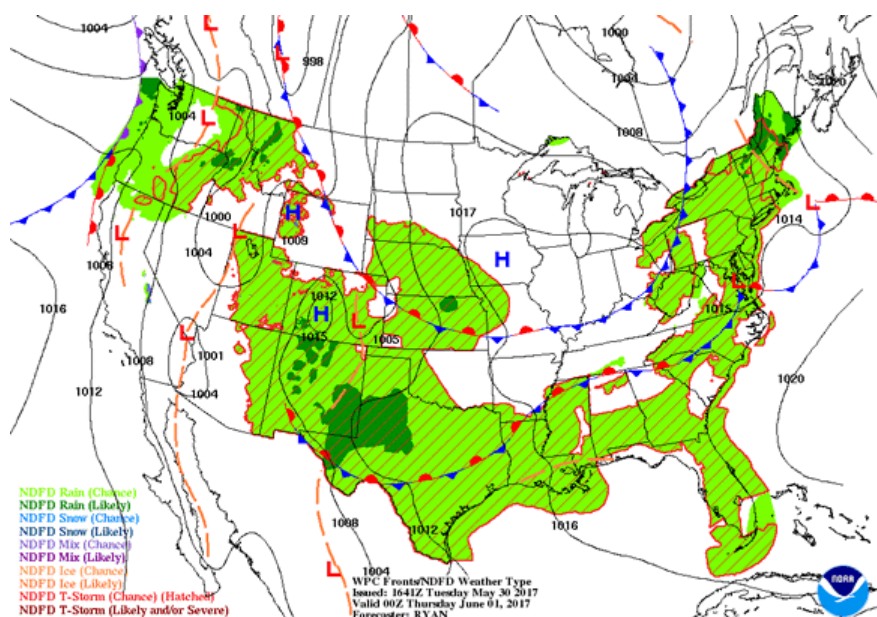 1004
L
L
998
1000
1004
1008
1004
L
L
1014
1017
H
1009
1000
L
L
1004
H
1008
1012
L
1015
1016
H
L
1015
1005
L
1001
1008
1020
1012
1004
NDFD Rain (Chance)
NDFD Rain (Likely)
NDFD Snow (Chance)
NDFD Snow (Likely)
NDFD Mix (Chance)
NDFD Mix (Likely)
NDFD Ice (Chance)
NDFD Ice (Likely)
NDFD T-Storm (Chance) (Hatched)
NDFD T-Storm (Likely and/or Severe)
1008
1012
1016
1004
L
WPC Fronts/NDFD Weather Type
Issued: 1641Z Tuesday May 30 2017
Valid 00Z Thursday June 01, 2017
Forecaster: RYAN
NOAA